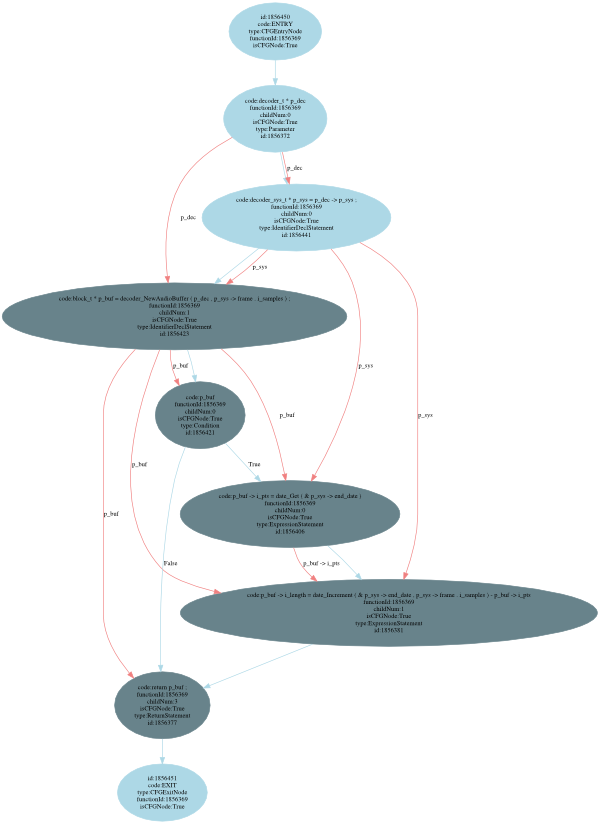 id:1856450
code:ENTRY
type:CFGEntryNode
functionId:1856369
isCFGNode:True
code:decoder_t * p_dec
functionId:1856369
childNum:0
isCFGNode:True
type:Parameter
id:1856372
p_dec
p_dec
code:decoder_sys_t * p_sys = p_dec -> p_sys ;
functionId:1856369
childNum:0
isCFGNode:True
type:IdentifierDeclStatement
id:1856441
p_sys
code:block_t * p_buf = decoder_NewAudioBuffer ( p_dec , p_sys -> frame . i_samples ) ;
functionId:1856369
childNum:1
isCFGNode:True
type:IdentifierDeclStatement
id:1856423
p_buf
p_sys
code:p_buf
functionId:1856369
childNum:0
isCFGNode:True
type:Condition
id:1856421
p_buf
p_sys
p_buf
True
code:p_buf -> i_pts = date_Get ( & p_sys -> end_date )
functionId:1856369
childNum:0
isCFGNode:True
type:ExpressionStatement
id:1856406
p_buf
False
p_buf -> i_pts
code:p_buf -> i_length = date_Increment ( & p_sys -> end_date , p_sys -> frame . i_samples ) - p_buf -> i_pts
functionId:1856369
childNum:1
isCFGNode:True
type:ExpressionStatement
id:1856381
code:return p_buf ;
functionId:1856369
childNum:3
isCFGNode:True
type:ReturnStatement
id:1856377
id:1856451
code:EXIT
type:CFGExitNode
functionId:1856369
isCFGNode:True